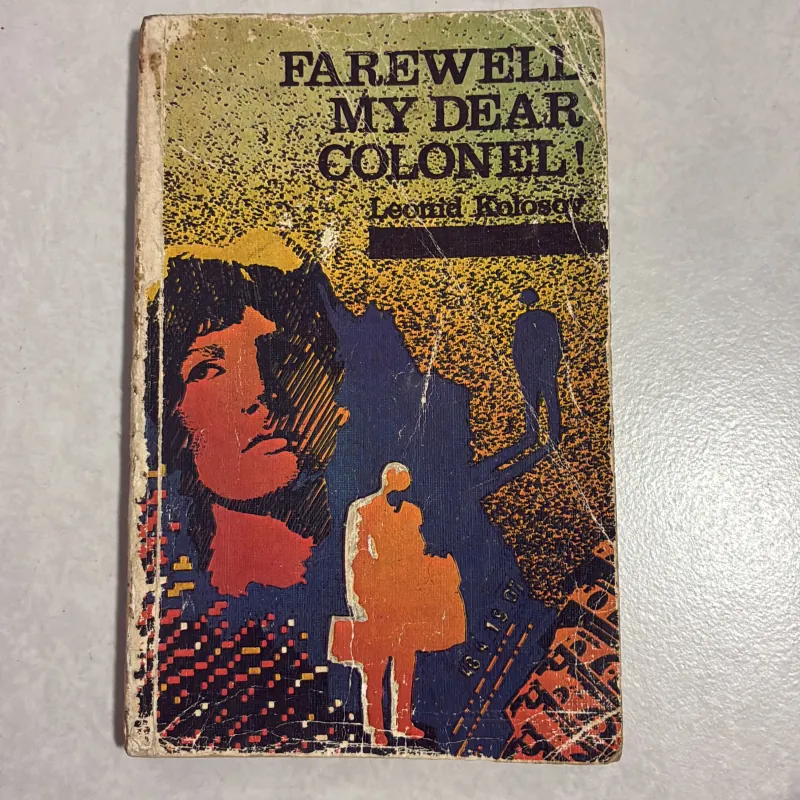 FAREWELL,
MY DEAR
COLONEL!
Leonid Kolosov